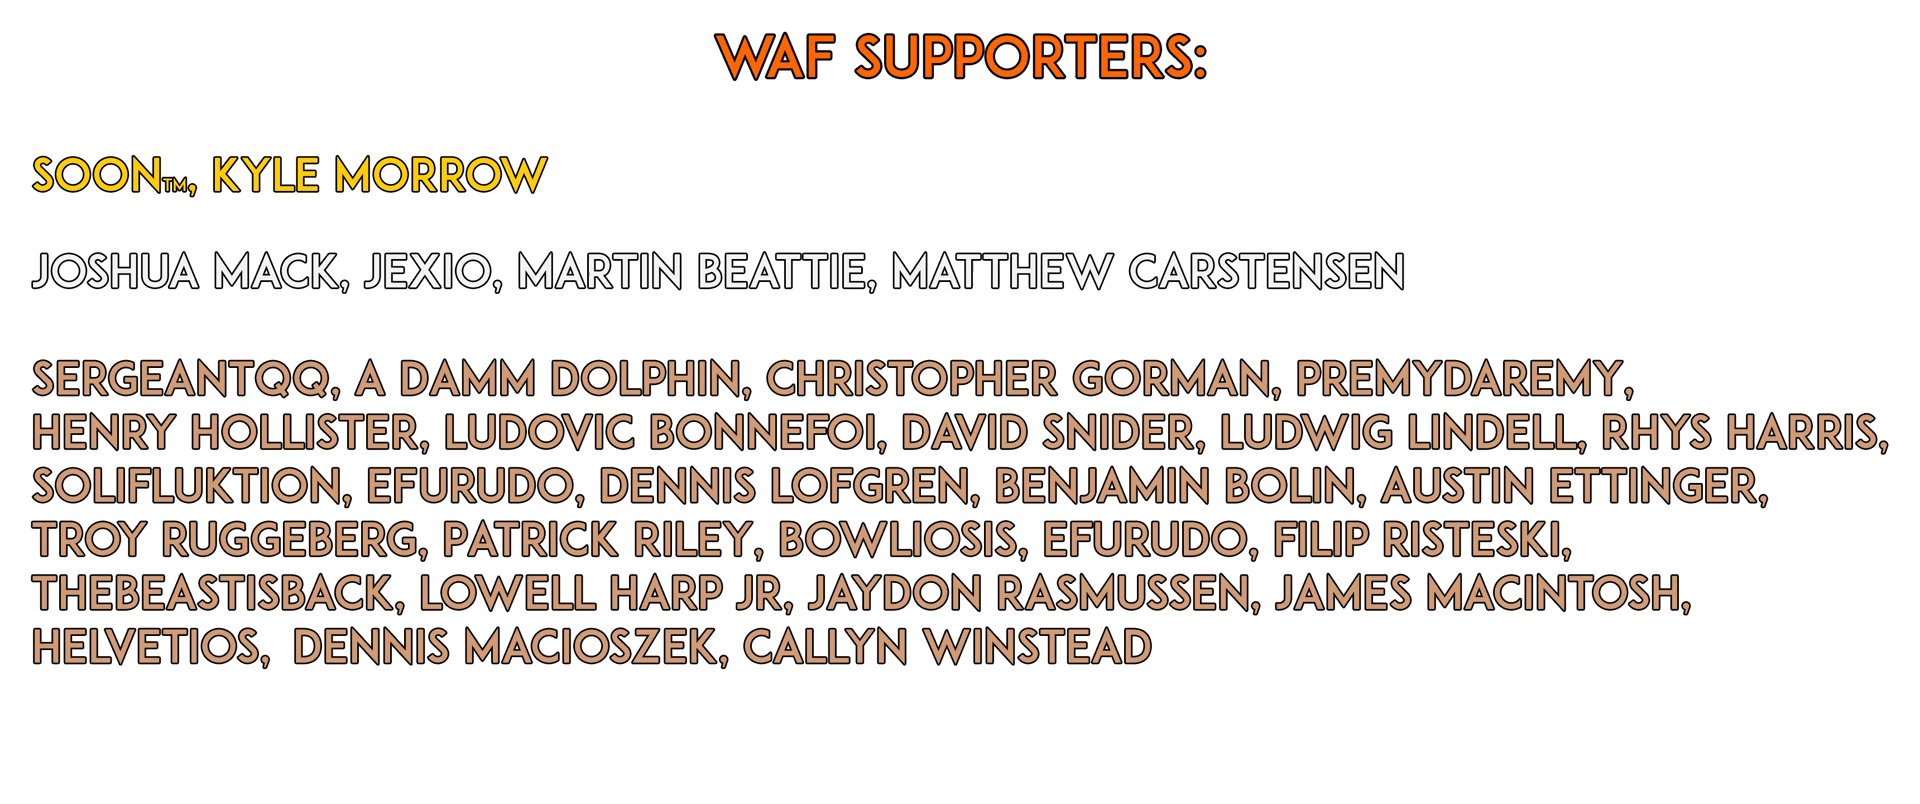 WAF SUPPORTERS:
SOON™, KYLE MORROW
JOSHUA MACK, JEXIO, MARTIN BEATTIE, MATTHEW CARSTENSEN
SERGEANTQQ, A DAMM DOLPHIN, CHRISTOPHER GORMAN, PREMYDAREMY,
HENRY HOLLISTER, LUDOVIC BONNEFOI, DAVID SNIDER, LUDWIG LINDELL, RHYS HARRIS,
SOLIFLUKTION, EFURUDO, DENNIS LOFGREN, BENJAMIN BOLIN, AUSTIN ETTINGER,
TROY RUGGEBERG, PATRICK RILEY, BOWLIOSIS, EFURUDO, FILIP RISTESKI,
THEBEASTISBACK, LOWELL HARP JR, JAYDON RASMUSSEN, JAMES MACINTOSH,
HELVETIOS, DENNIS MACIOSZEK, CALLYN WINSTEAD